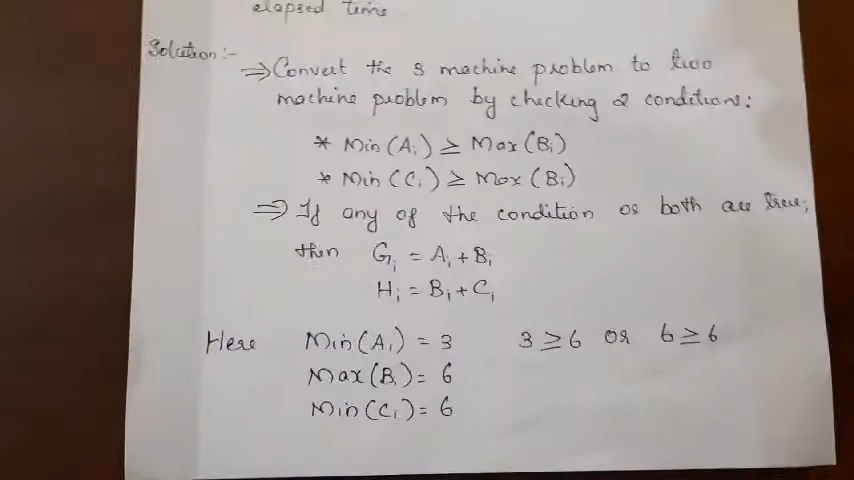 elapsed time
Solution:-
⇒ Convert the 3 machine problem to two
machine problem by checking 2 conditions:
* Min(Ai) ≥ Max(Bi)
* Min(Ci) ≥ Max(Bi)
⇒ If any of the condition or both are true;
then Gi = Ai + Bi
Hi = Bi + Ci
Here Min(Ai) = 3 3 ≥ 6 or 6 ≥ 6
Max(Bi) = 6
Min(Ci) = 6